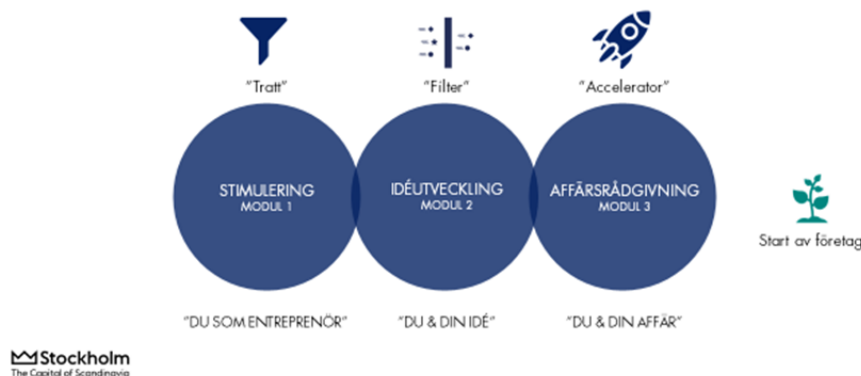 "Tratt"
"Filter"
"Accelerator"
STIMULERING
MODUL 1
IDÉUTVECKLING
MODUL 2
AFFÄRSRÅDGIVNING
MODUL 3
Start av företag
"DU SOM ENTREPRENÖR"
"DU & DIN IDÉ"
"DU & DIN AFFÄR"
Stockholm
The Capital of Scandinavia